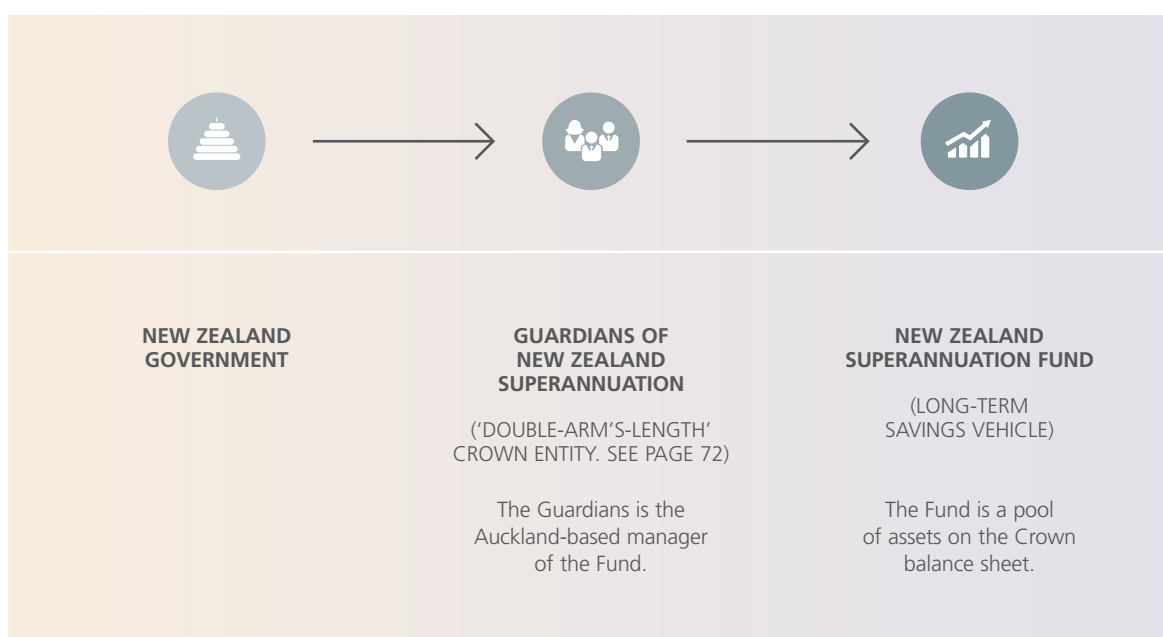 NEW ZEALAND
GOVERNMENT
GUARDIANS OF
NEW ZEALAND
SUPERANNUATION
(‘DOUBLE-ARM’S-LENGTH’
CROWN ENTITY. SEE PAGE 72)
The Guardians is the
Auckland-based manager
of the Fund.
NEW ZEALAND
SUPERANNUATION FUND
(LONG-TERM
SAVINGS VEHICLE)
The Fund is a pool
of assets on the Crown
balance sheet.